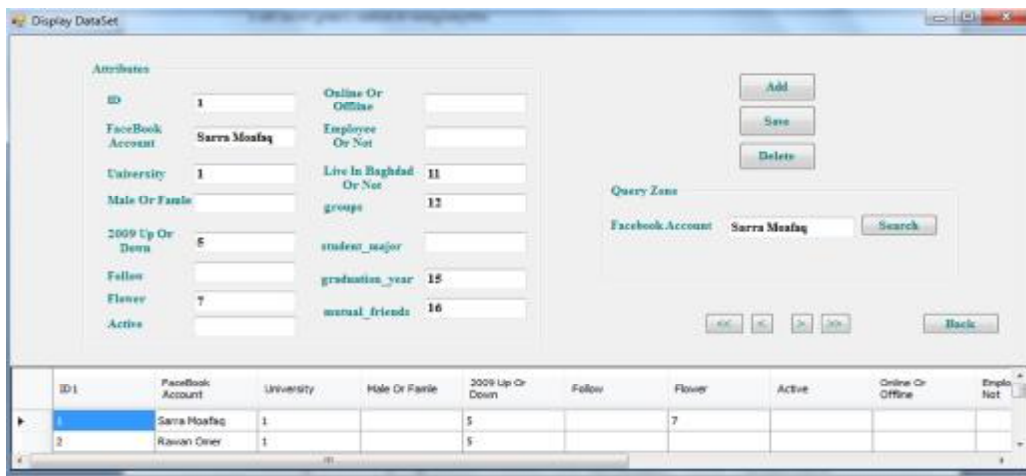 Display DataSet
Attributes
ID 1
FaceBook Account Sarra Moafaq
University 1
Male Or Famle
2009 Up Or Down 5
Follow
Flower 7
Active
Online Or Offline
Employee Or Not
Live In Baghdad Or Not 11
groups 12
student_major
graduation_year 15
mutual_friends 16
Add
Save
Delete
Query Zone
Facebook Account Sarra Moafaq Search
<< < > >> Back
ID1 FaceBook Account University Male Or Famle 2009 Up Or Down Follow Flower Active Online Or Offline Emplo Not
1 Sarra Moafaq 1 5 7
2 Rawan Omer 1 5